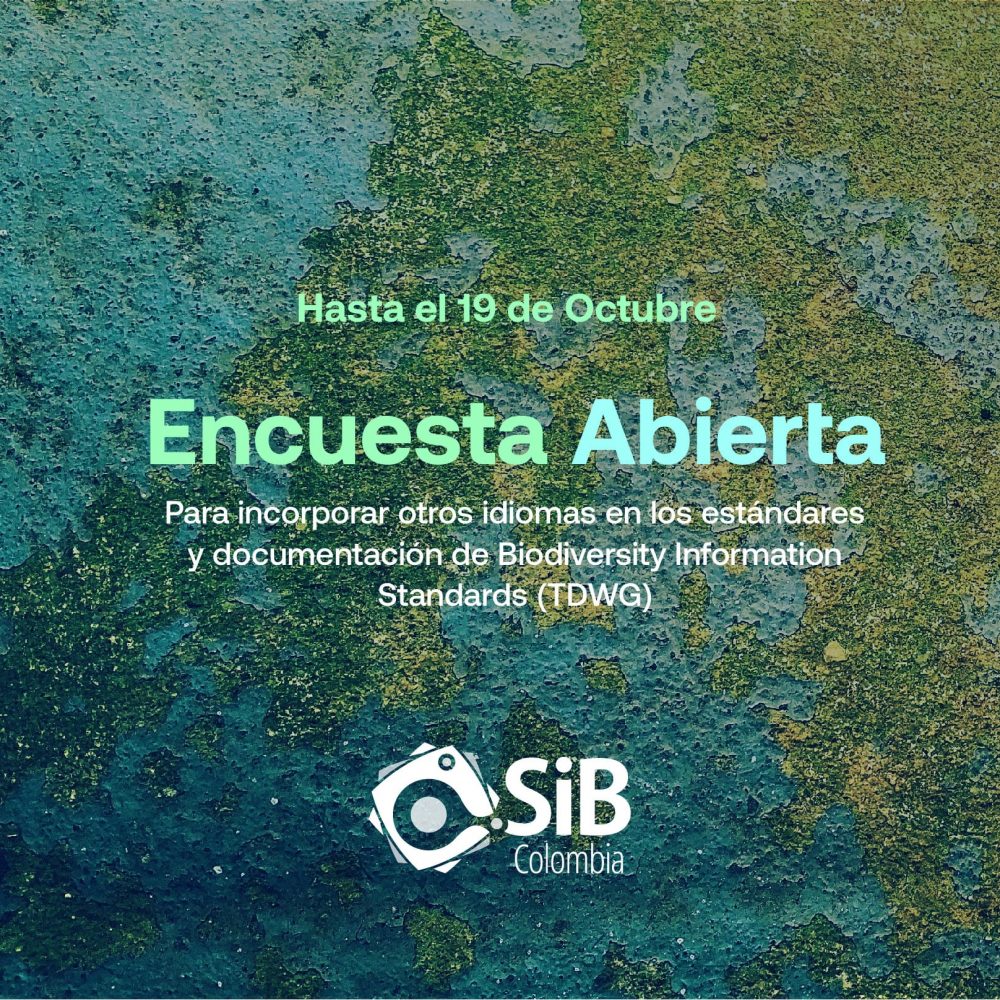 Hasta el 19 de Octubre
Encuesta Abierta
Para incorporar otros idiomas en los estándares
y documentación de Biodiversity Information
Standards (TDWG)
SiB
Colombia